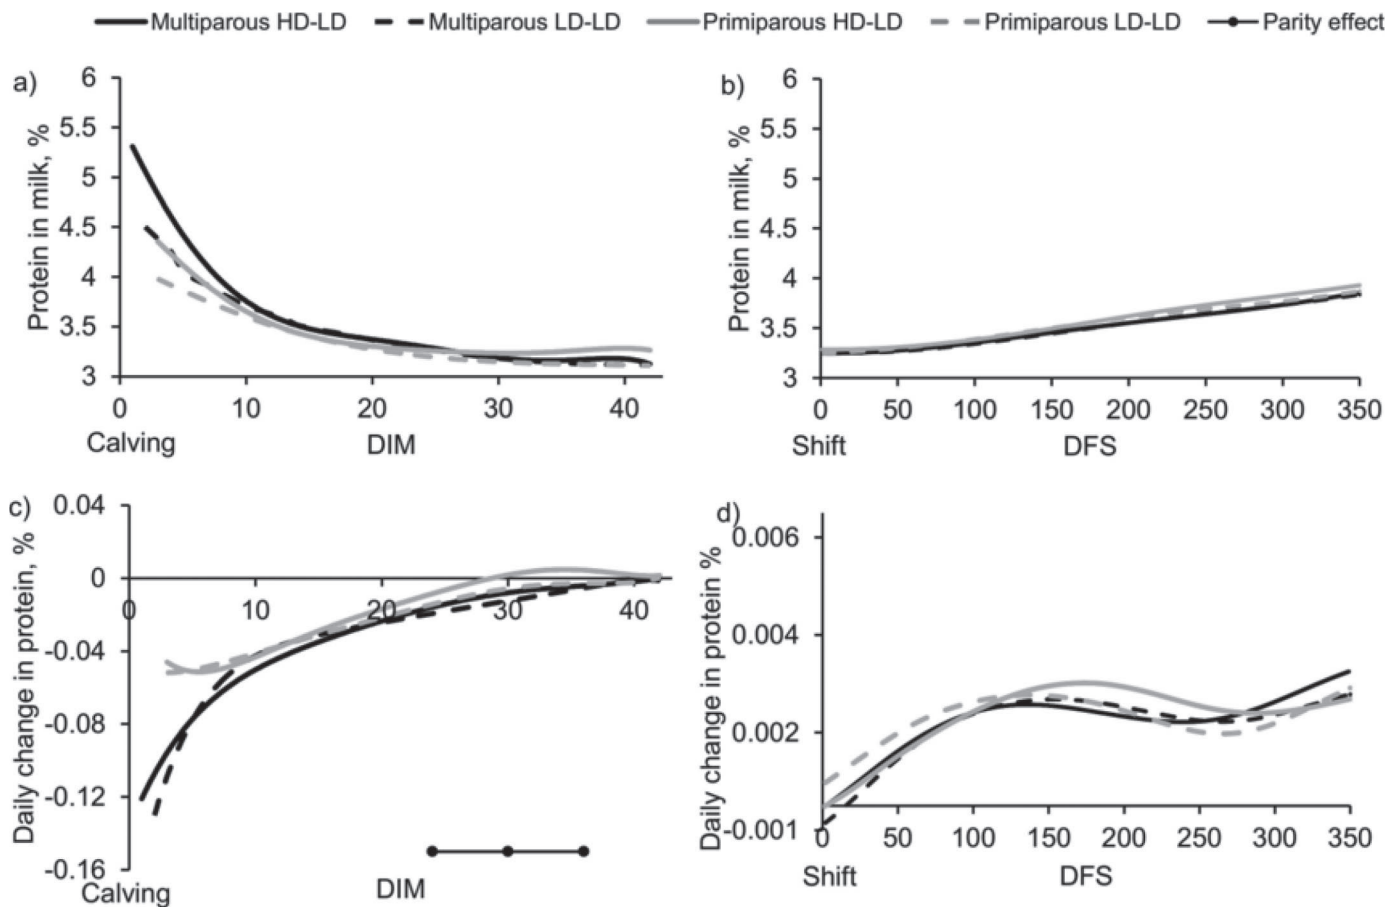 Multiparous HD-LD Multiparous LD-LD Primiparous HD-LD Primiparous LD-LD Parity effect
a)
Protein in milk, %
6
5.5
5
4.5
4
3.5
3
0 10 20 30 40
Calving DIM
b)
Protein in milk, %
6
5.5
5
4.5
4
3.5
3
0 50 100 150 200 250 300 350
Shift DFS
c)
Daily change in protein, %
0.04
0
-0.04
-0.08
-0.12
-0.16
0 10 20 30 40
Calving DIM
d)
Daily change in protein %
0.006
0.004
0.002
-0.001
0 50 100 150 200 250 300 350
Shift DFS